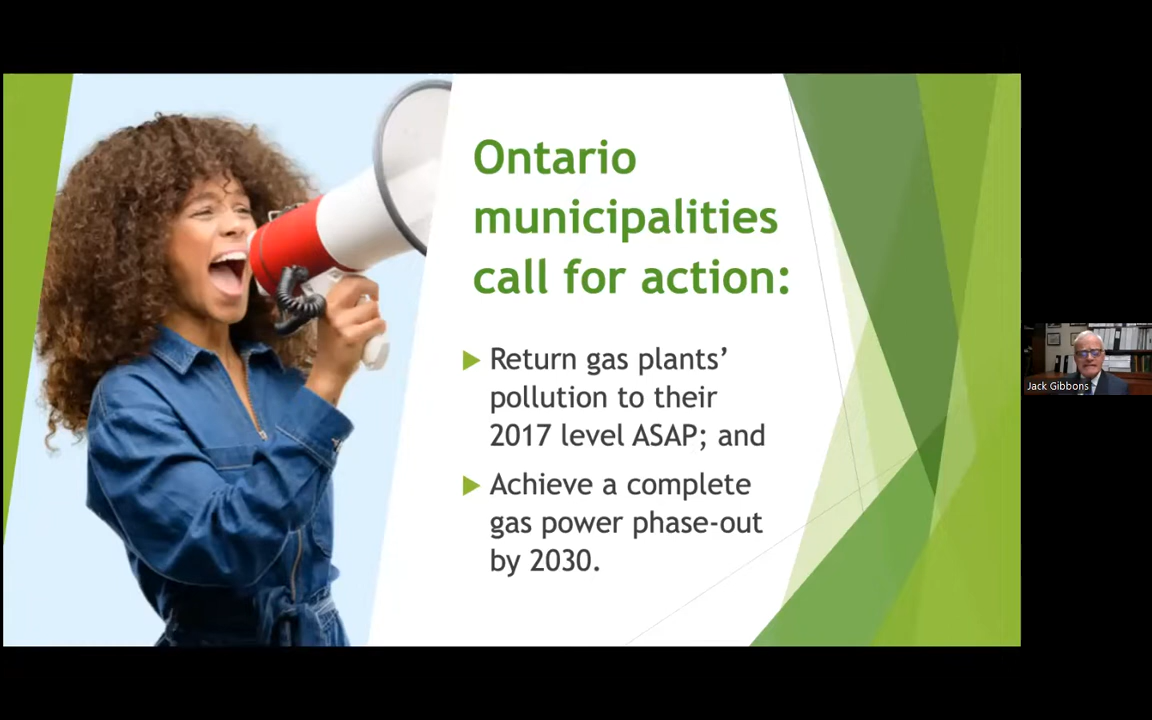 Ontario
municipalities
call for action:
Return gas plants’
pollution to their
2017 level ASAP; and
Achieve a complete
gas power phase-out
by 2030.
Jack Gibbons